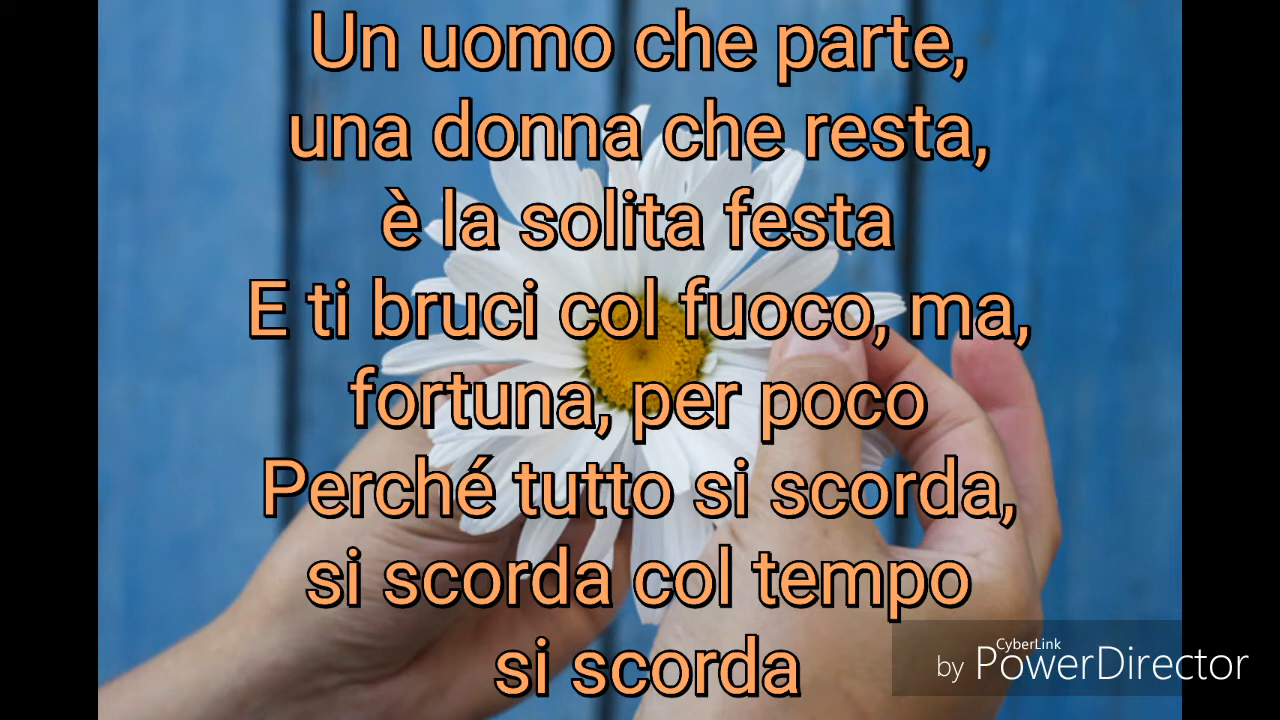 Un uomo che parte,
una donna che resta,
è la solita festa
E ti bruci col fuoco, ma,
fortuna, per poco
Perché tutto si scorda,
si scorda col tempo
si scorda
CyberLink
by PowerDirector